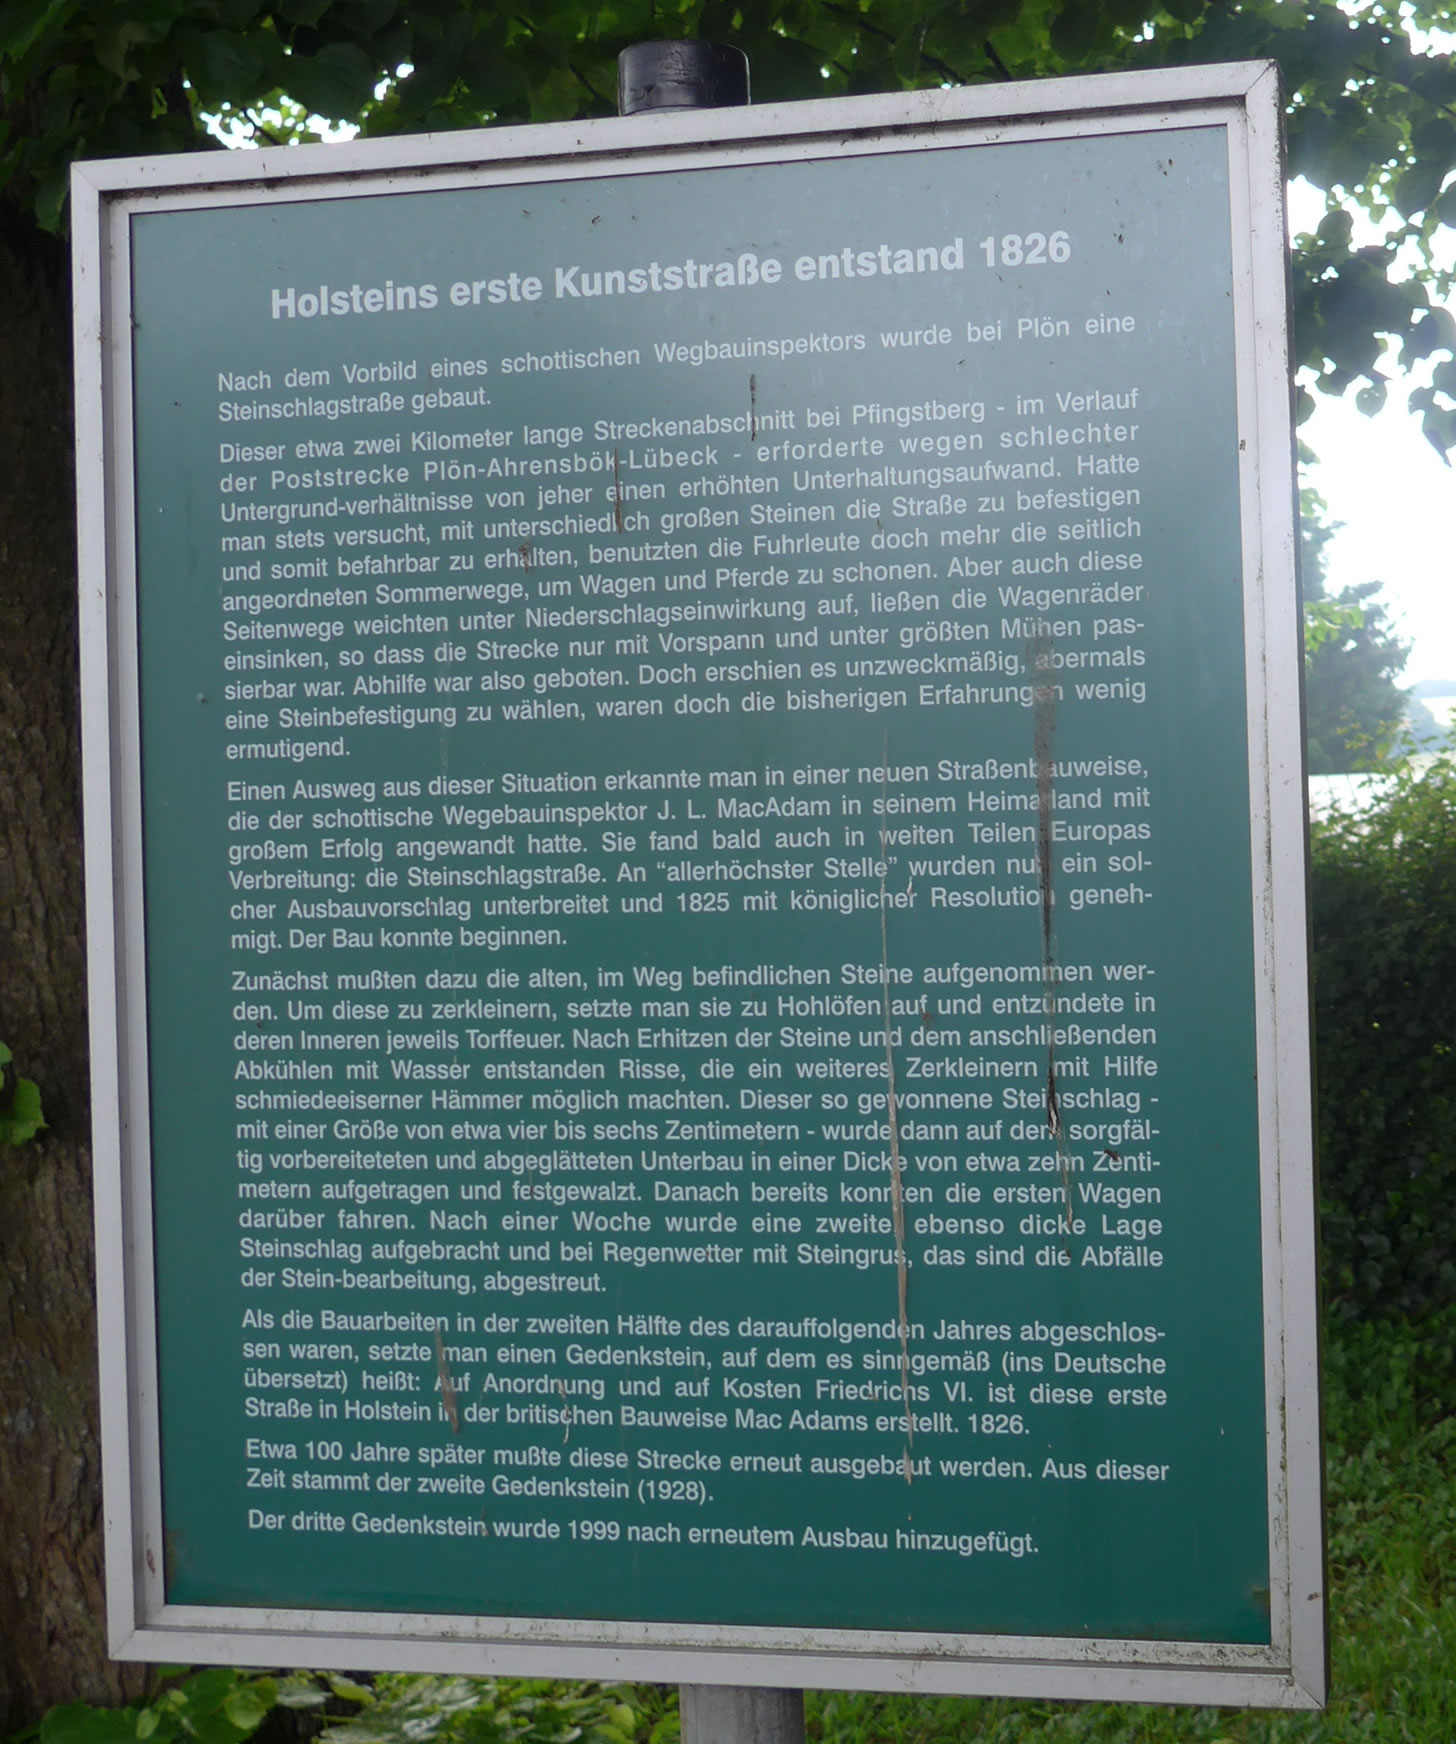 Holsteins erste Kunststraße entstand 1826
Nach dem Vorbild eines schottischen Wegbauinspektors wurde bei Plön eine
Steinschlagstraße gebaut.
Dieser etwa zwei Kilometer lange Streckenabschnitt bei Pfingstberg - im Verlauf
der Poststrecke Plön-Ahrensbök-Lübeck - erforderte wegen schlechter
Untergrund-verhältnisse von jeher einen erhöhten Unterhaltungsaufwand. Hatte
man stets versucht, mit unterschiedlich großen Steinen die Straße zu befestigen
und somit befahrbar zu erhalten, benutzten die Fuhrleute doch mehr die seitlich
angeordneten Sommerwege, um Wagen und Pferde zu schonen. Aber auch diese
Seitenwege weichten unter Niederschlagseinwirkung auf, ließen die Wagenräder
einsinken, so dass die Strecke nur mit Vorspann und unter größten Mühen pas-
sierbar war. Abhilfe war also geboten. Doch erschien es unzweckmäßig, abermals
eine Steinbefestigung zu wählen, waren doch die bisherigen Erfahrungen wenig
ermutigend.
Einen Ausweg aus dieser Situation erkannte man in einer neuen Straßenbauweise,
die der schottische Wegebauinspektor J. L. MacAdam in seinem Heimatland mit
großem Erfolg angewandt hatte. Sie fand bald auch in weiten Teilen Europas
Verbreitung: die Steinschlagstraße. An “allerhöchster Stelle” wurden nun ein sol-
cher Ausbauvorschlag unterbreitet und 1825 mit königlicher Resolution geneh-
migt. Der Bau konnte beginnen.
Zunächst mußten dazu die alten, im Weg befindlichen Steine aufgenommen wer-
den. Um diese zu zerkleinern, setzte man sie zu Hohlöfen auf und entzündete in
deren Inneren jeweils Torffeuer. Nach Erhitzen der Steine und dem anschließenden
Abkühlen mit Wasser entstanden Risse, die ein weiteres Zerkleinern mit Hilfe
schmiedeeiserner Hämmer möglich machten. Dieser so gewonnene Steinschlag -
mit einer Größe von etwa vier bis sechs Zentimetern - wurde dann auf den sorgfäl-
tig vorbereiteteten und abgeglätteten Unterbau in einer Dicke von etwa zehn Zenti-
metern aufgetragen und festgewalzt. Danach bereits konnten die ersten Wagen
darüber fahren. Nach einer Woche wurde eine zweite, ebenso dicke Lage
Steinschlag aufgebracht und bei Regenwetter mit Steingrus, das sind die Abfälle
der Stein-bearbeitung, abgestreut.
Als die Bauarbeiten in der zweiten Hälfte des darauffolgenden Jahres abgeschlos-
sen waren, setzte man einen Gedenkstein, auf dem es sinngemäß (ins Deutsche
übersetzt) heißt: Auf Anordnung und auf Kosten Friedrichs VI. ist diese erste
Straße in Holstein in der britischen Bauweise Mac Adams erstellt. 1826.
Etwa 100 Jahre später mußte diese Strecke erneut ausgebaut werden. Aus dieser
Zeit stammt der zweite Gedenkstein (1928).
Der dritte Gedenkstein wurde 1999 nach erneutem Ausbau hinzugefügt.